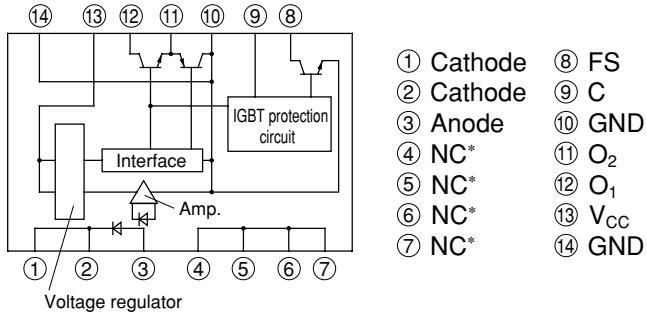 ⑭ ⑬ ⑫ ⑪ ⑩ ⑨ ⑧
IGBT protection
circuit
Interface
Amp.
① ② ③ ④ ⑤ ⑥ ⑦
Voltage regulator
① Cathode
② Cathode
③ Anode
④ NC*
⑤ NC*
⑥ NC*
⑦ NC*
⑧ FS
⑨ C
⑩ GND
⑪ O₂
⑫ O₁
⑬ VCC
⑭ GND